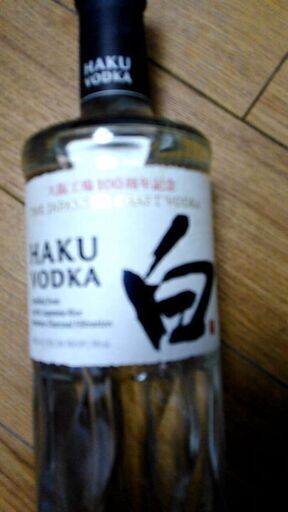 HAKU
VODKA
大阪工場100周年記念
THE JAPANESE CRAFT VODKA
HAKU
VODKA
白